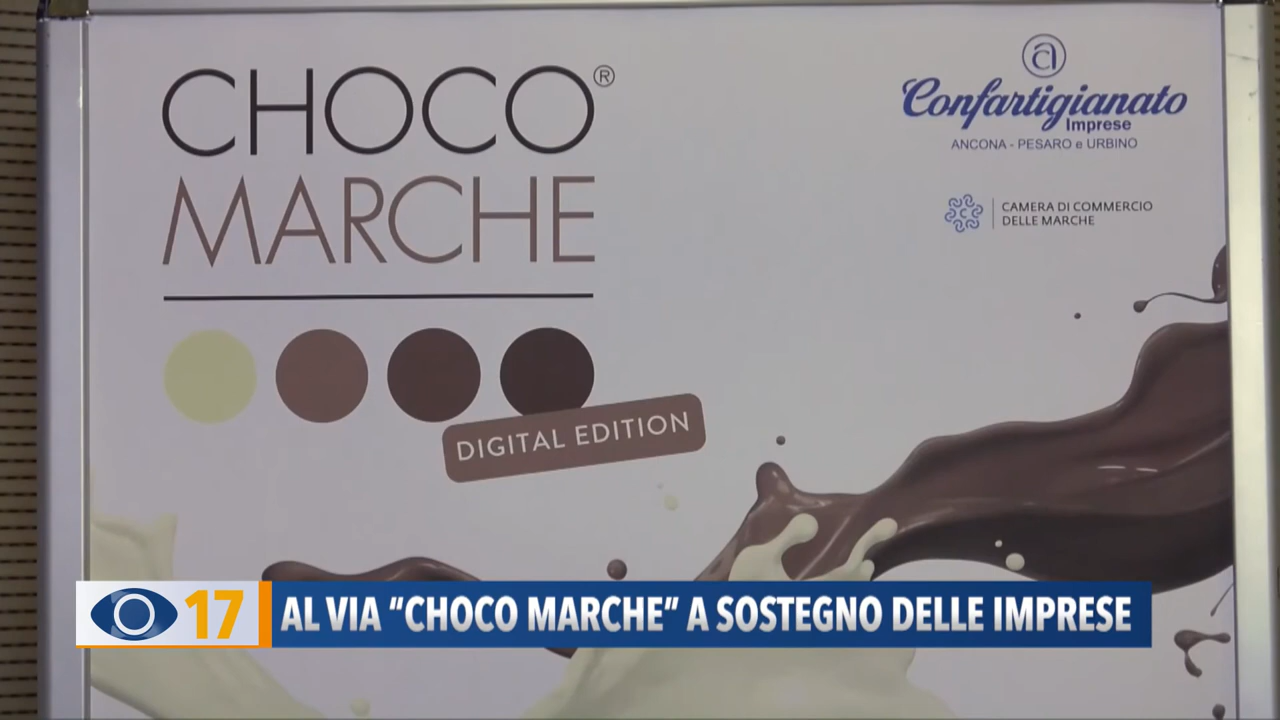 CHOCO®
MARCHE
DIGITAL EDITION
a
Confartigianato
Imprese
ANCONA - PESARO e URBINO
C
CAMERA DI COMMERCIO
DELLE MARCHE
17
AL VIA “CHOCO MARCHE” A SOSTEGNO DELLE IMPRESE